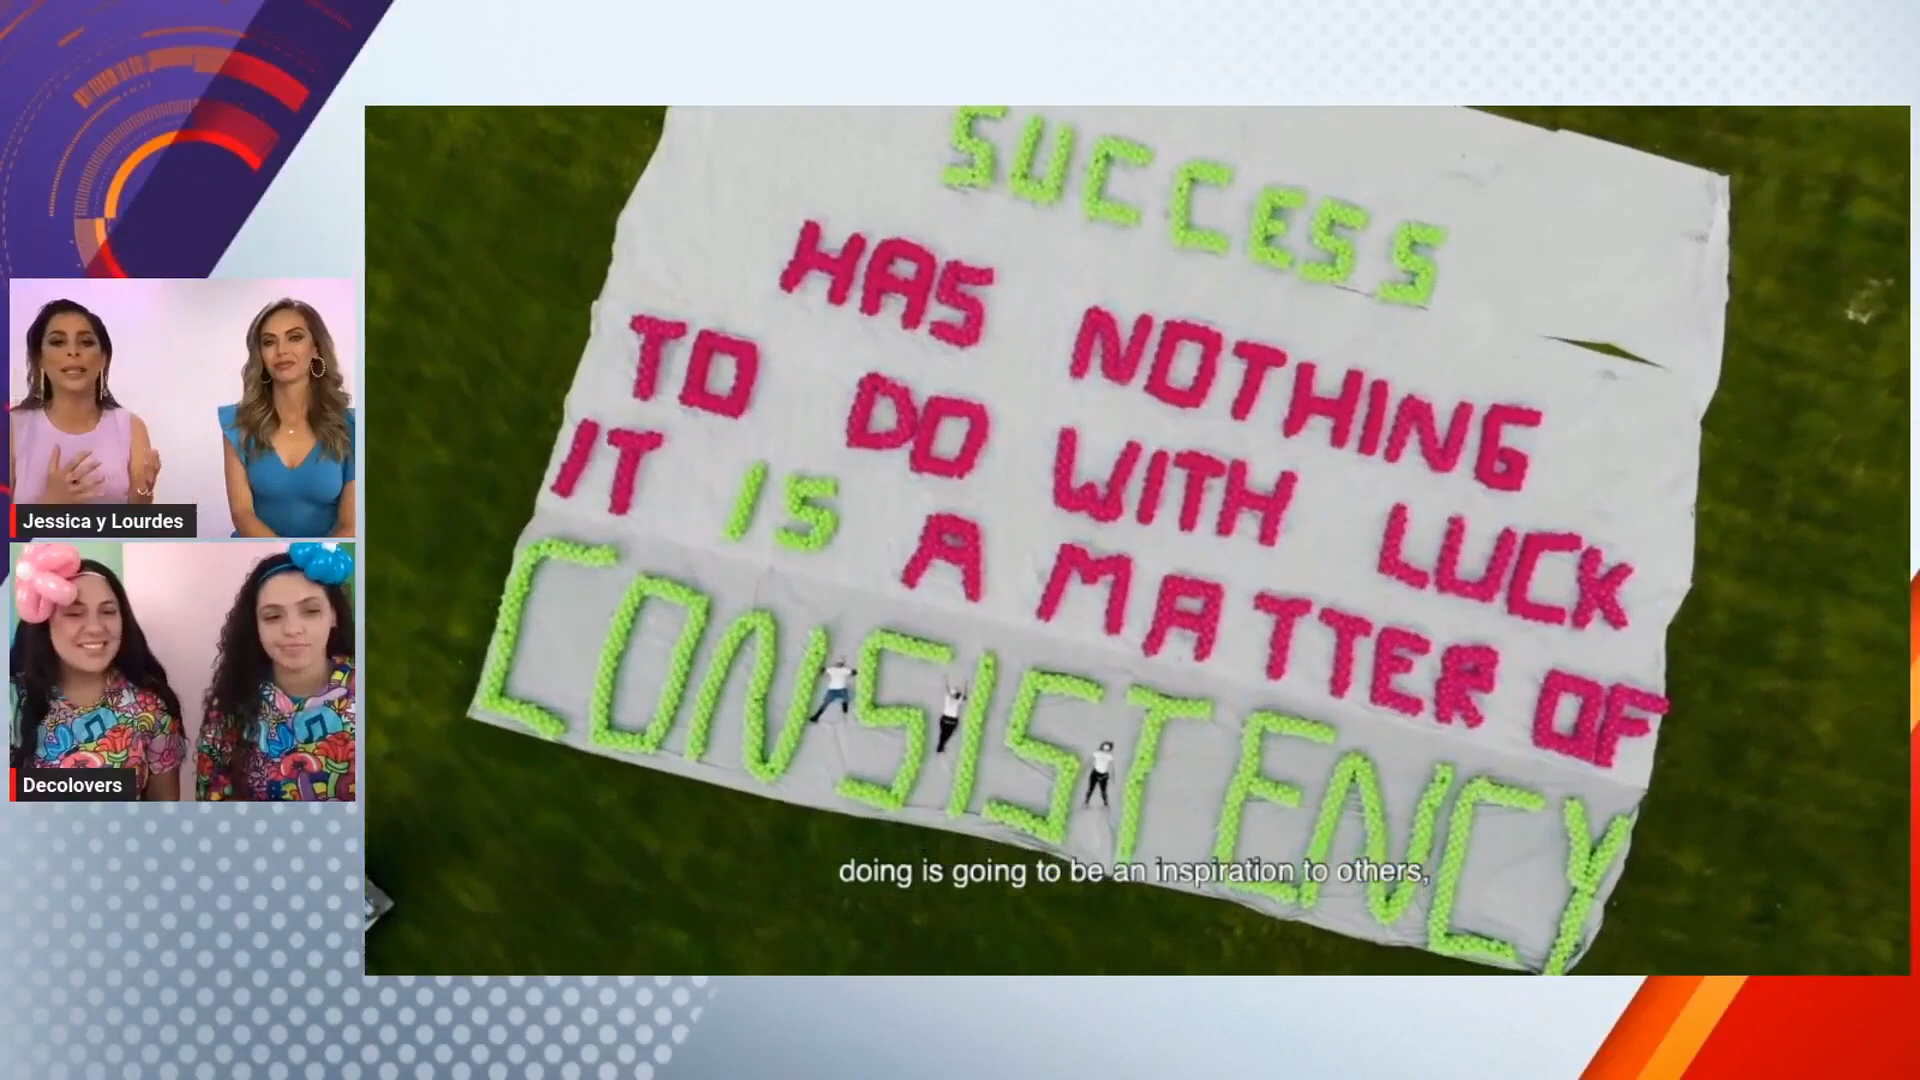 SUCCESS
HAS NOTHING
TO DO WITH LUCK
IT IS A MATTER OF
CONSISTENCY
doing is going to be an inspiration to others,
Jessica y Lourdes
Decolovers